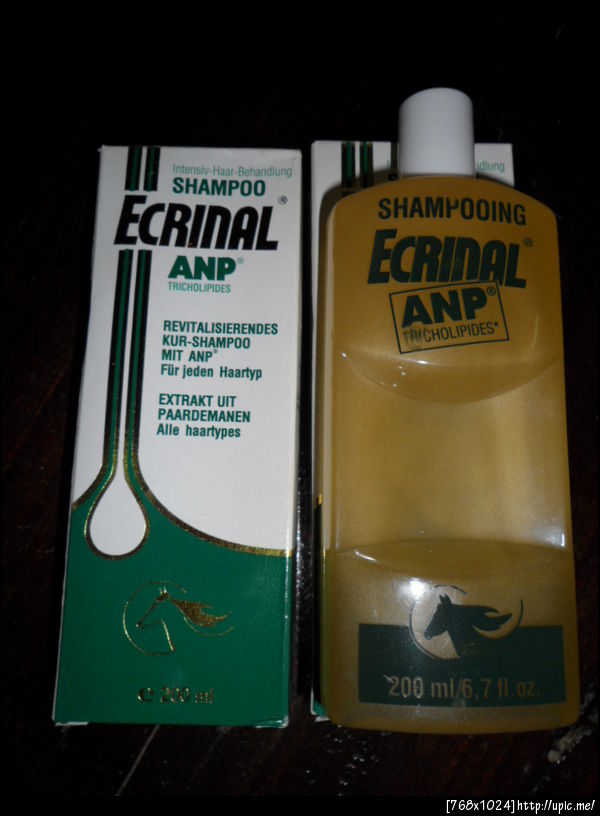 Intensiv-Haar-Behandlung
SHAMPOO
ECRINAL®
ANP®
TRICHOLIPIDES
REVITALISIERENDES
KUR-SHAMPOO
MIT ANP®
Für jeden Haartyp
EXTRAKT UIT
PAARDEMANEN
Alle haartypes
e 200 ml
ndlung
SHAMPOOING
ECRINAL®
ANP®
TRICHOLIPIDES*
200 ml/6,7 fl.oz.
[768x1024]http://upic.me/